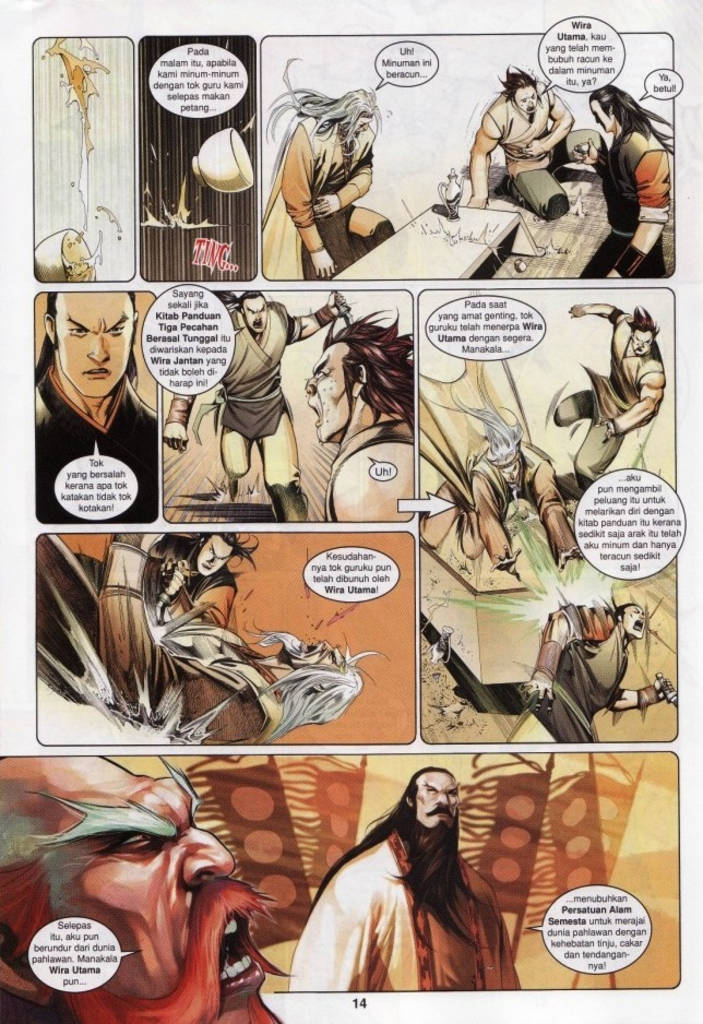 Pada
malam itu, apabila
kami minum-minum
dengan tok guru kami
selepas makan
petang...
TING...
Uh!
Minuman ini
beracun...
Wira
Utama, kau
yang telah mem-
bubuh racun ke
dalam minuman
itu, ya?
Ya,
betul!
Tok
yang bersalah
kerana apa tok
katakan tidak tok
kotakan!
Sayang
sekali jika
Kitab Panduan
Tiga Pecahan
Berasal Tunggal itu
diwariskan kepada
Wira Jantan yang
tidak boleh di-
harap ini!
Uh!
Pada saat
yang amat genting, tok
guruku telah menerpa Wira
Utama dengan segera.
Manakala...
...aku
pun mengambil
peluang itu untuk
melarikan diri dengan
kitab panduan itu kerana
sedikit saja arak itu telah
aku minum dan hanya
teracun sedikit
saja!
Kesudahan-
nya tok guruku pun
telah dibunuh oleh
Wira Utama!
Selepas
itu, aku pun
berundur dari dunia
pahlawan. Manakala
Wira Utama
pun...
...menubuhkan
Persatuan Alam
Semesta untuk merajai
dunia pahlawan dengan
kehebatan tinju, cakar
dan tendangan-
nya!
14